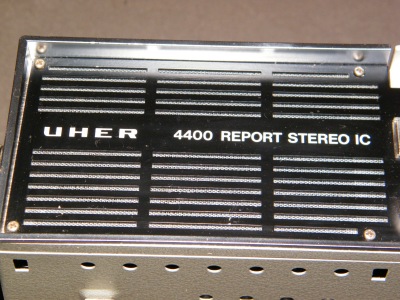 UHER 4400 REPORT STEREO IC